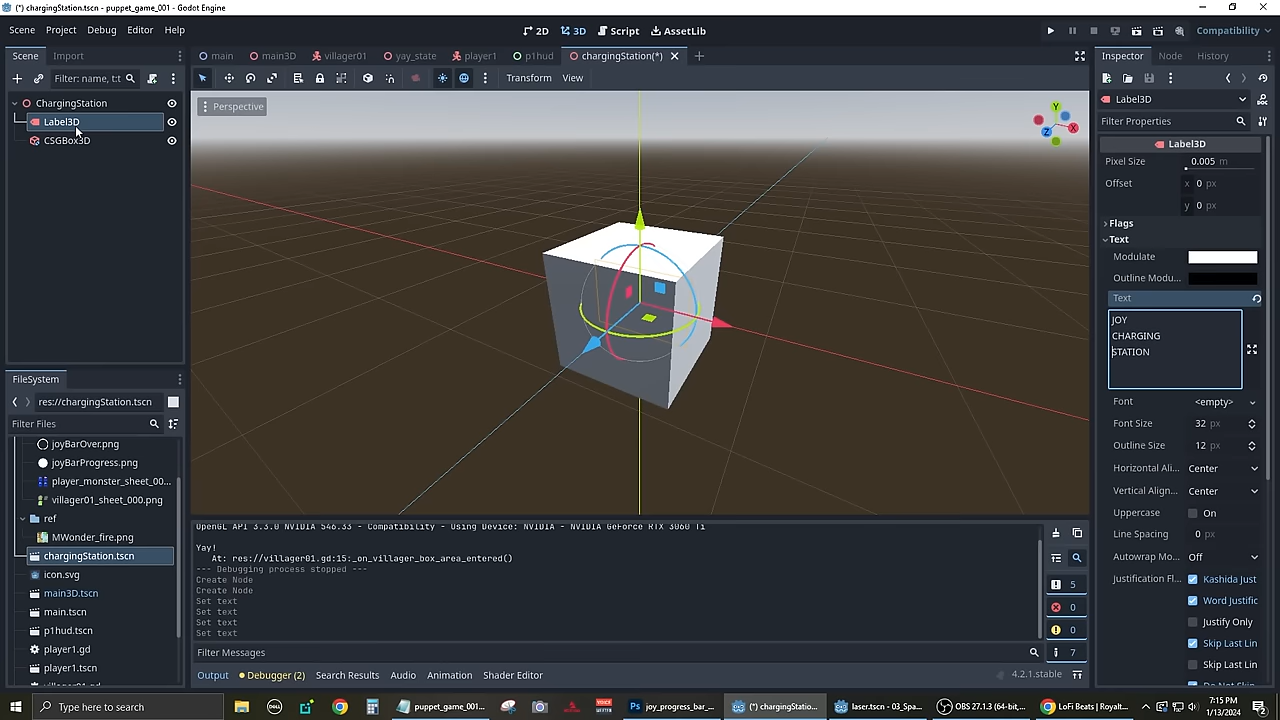 (*) chargingStation.tscn - puppet_game_001 - Godot Engine
Scene Project Debug Editor Help
2D 3D Script AssetLib
Compatibility
Scene Import
main main3D villager01 yay_state player1 p1hud chargingStation(*)
Inspector Node History
Filter: name, t:t
Transform View
ChargingStation
Label3D
CSGBox3D
Perspective
Y
X
Z
Label3D
Filter Properties
Label3D
Pixel Size 0.005 m
Offset x 0 px
y 0 px
Flags
Text
Modulate
Outline Modu...
Text
JOY
CHARGING
STATION
Font <empty>
Font Size 32 px
Outline Size 12 px
Horizontal Ali... Center
Vertical Align... Center
Uppercase On
Line Spacing 0 px
Autowrap Mo... Off
Justification Fl... Kashida Just
Word Justific
Justify Only
Skip Last Lin
Skip Last Lin
Do Not Skip
FileSystem
res://chargingStation.tscn
Filter Files
joyBarOver.png
joyBarProgress.png
player_monster_sheet_00...
villager01_sheet_000.png
ref
MWonder_fire.png
chargingStation.tscn
icon.svg
main3D.tscn
main.tscn
p1hud.tscn
player1.gd
player1.tscn
villager01.gd
OpenGL API 3.3.0 NVIDIA 546.33 - Compatibility - Using Device: NVIDIA - NVIDIA GeForce RTX 3060 Ti
Yay!
At: res://villager01.gd:15:_on_villager_box_area_entered()
--- Debugging process stopped ---
Create Node
Create Node
Set text
Set text
Set text
Set text
5
0
0
7
Filter Messages
Output Debugger (2) Search Results Audio Animation Shader Editor
4.2.1.stable
Type here to search
puppet_game_001...
joy_progress_bar_...
(*) chargingStatio...
laser.tscn - 03_Spa...
OBS 27.1.3 (64-bit,...
LoFi Beats | Royalt...
7:15 PM
1/13/2024
2